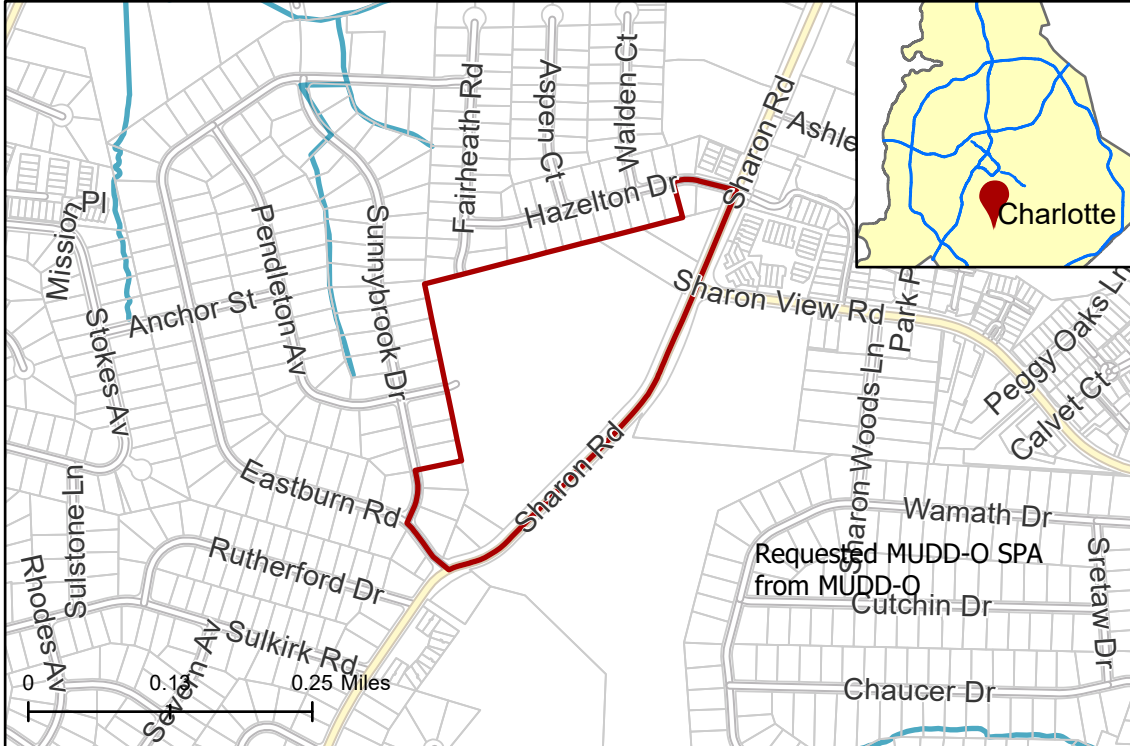 Fairheath Rd
Aspen Ct
Walden Ct
Sharon Rd
Ashle
Charlotte
Hazelton Dr
Sharon Rd
Mission
Pl
Pendleton Av
Sunnybrook Dr
Anchor St
Stokes Av
Sharon View Rd
Park P
Peggy Oaks Ln
Calvet Ct
Sharon Woods Ln
Sharon Rd
Eastburn Rd
Sulstone Ln
Rutherford Dr
Wamath Dr
Requested MUDD-O SPA
from MUDD-O
Cutchin Dr
Sretaw Dr
Rhodes Av
Sulkirk Rd
Severn Av
Chaucer Dr
0 0.13 0.25 Miles